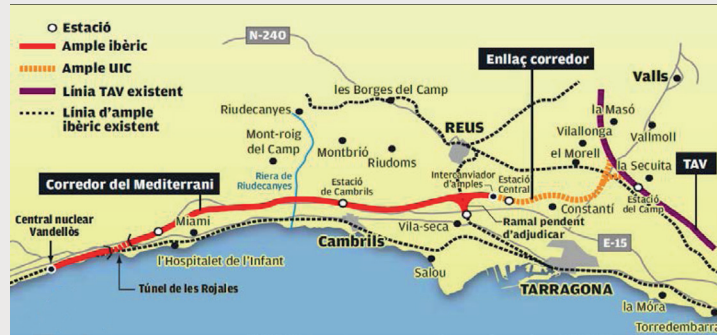 Estació
Ample ibèric
Ample UIC
Línia TAV existent
Línia d'ample
ibèric existent
N-240
Enllaç corredor
Valls
les Borges del Camp
Riudecanyes
la Masó
REUS
Vilallonga
Vallmoll
Mont-roig
del Camp
Montbrió
Riudoms
el Morell
la Secuita
TAV
Riera de
Riudecanyes
Intercanviador
d'amples
Estació
Central
Corredor del Mediterrani
Estació
de Cambrils
Constantí
Estació
del Camp
Central nuclear
Vandellòs
Miami
Ramal pendent
d'adjudicar
Cambrils
Vila-seca
E-15
l'Hospitalet de l'Infant
Salou
Túnel de les Rojales
TARRAGONA
la Móra
Torredembarra